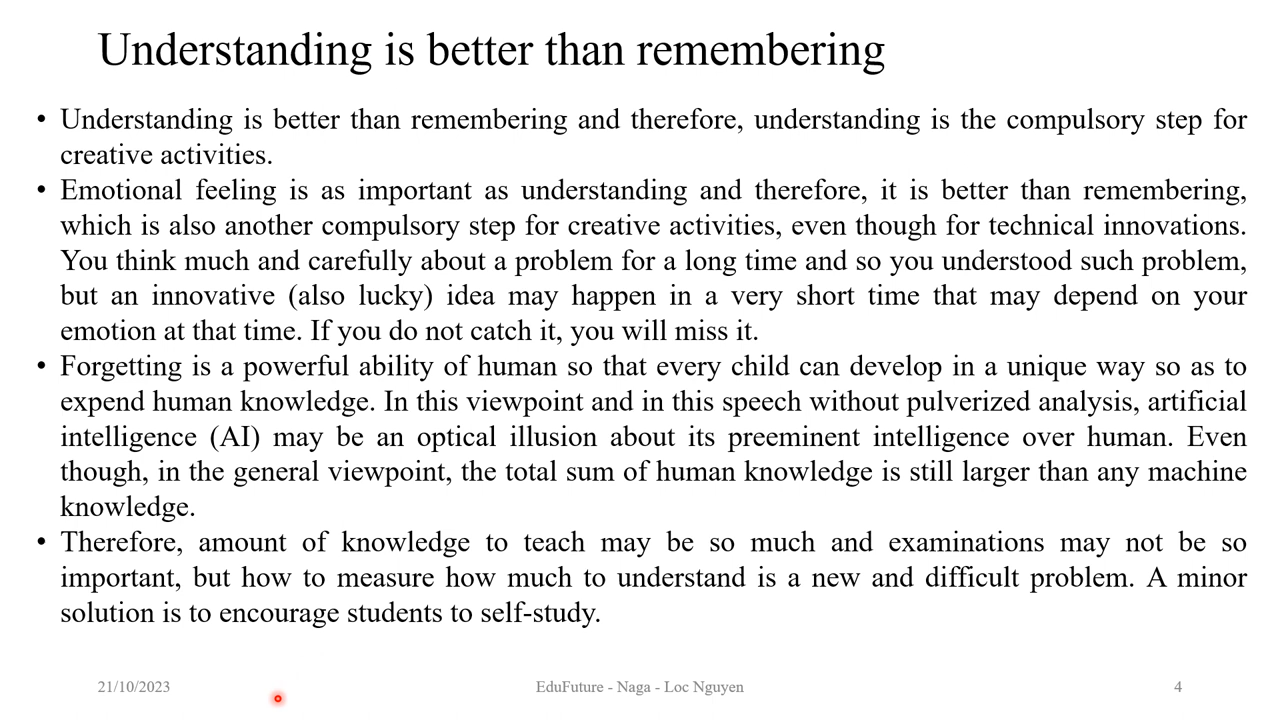 Understanding is better than remembering
• Understanding is better than remembering and therefore, understanding is the compulsory step for
creative activities.
• Emotional feeling is as important as understanding and therefore, it is better than remembering,
which is also another compulsory step for creative activities, even though for technical innovations.
You think much and carefully about a problem for a long time and so you understood such problem,
but an innovative (also lucky) idea may happen in a very short time that may depend on your
emotion at that time. If you do not catch it, you will miss it.
• Forgetting is a powerful ability of human so that every child can develop in a unique way so as to
expend human knowledge. In this viewpoint and in this speech without pulverized analysis, artificial
intelligence (AI) may be an optical illusion about its preeminent intelligence over human. Even
though, in the general viewpoint, the total sum of human knowledge is still larger than any machine
knowledge.
• Therefore, amount of knowledge to teach may be so much and examinations may not be so
important, but how to measure how much to understand is a new and difficult problem. A minor
solution is to encourage students to self-study.
21/10/2023
EduFuture - Naga - Loc Nguyen
4